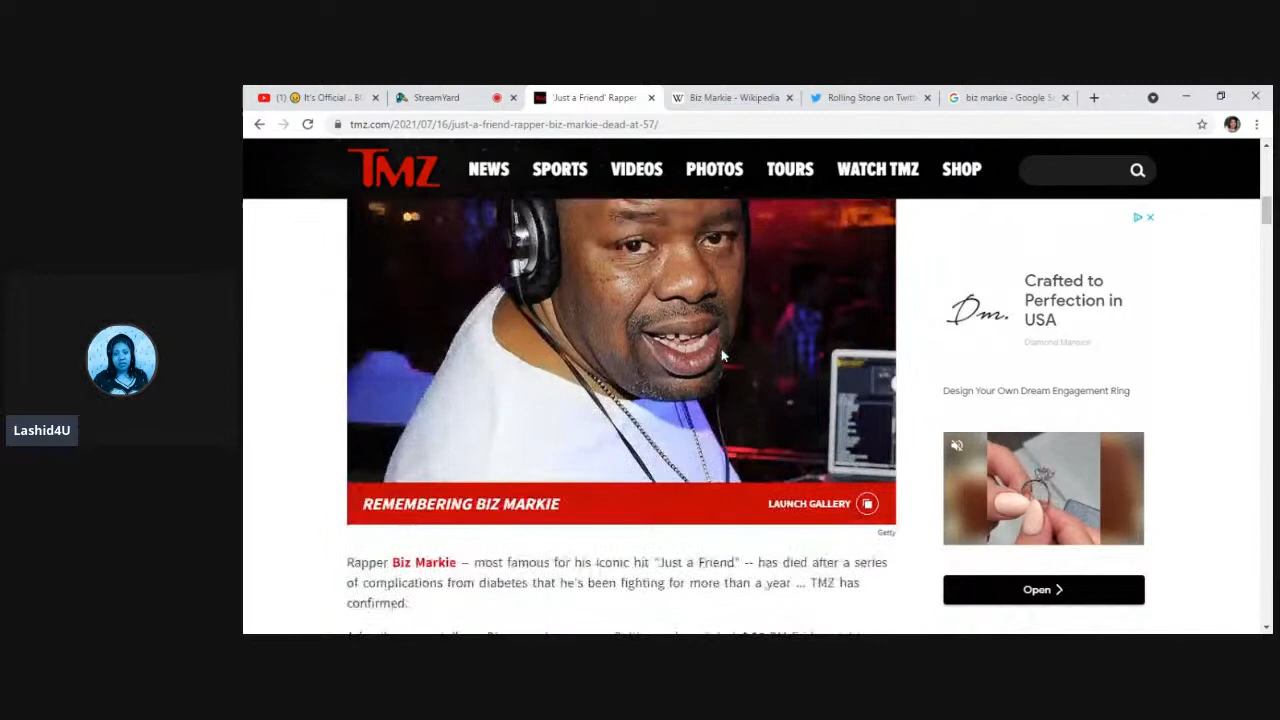 (1) It's Official .. B
StreamYard
'Just a Friend' Rapper
Biz Markie - Wikipedia
Rolling Stone on Twitt
biz markie - Google S
tmz.com/2021/07/16/just-a-friend-rapper-biz-markie-dead-at-57/
TMZ
NEWS
SPORTS
VIDEOS
PHOTOS
TOURS
WATCH TMZ
SHOP
Crafted to
Perfection in
USA
Dm.
Diamond Mansion
Design Your Own Dream Engagement Ring
Lashid4U
REMEMBERING BIZ MARKIE
LAUNCH GALLERY
Getty
Rapper Biz Markie -- most famous for his iconic hit "Just a Friend" -- has died after a series
of complications from diabetes that he's been fighting for more than a year ... TMZ has
confirmed.
Open